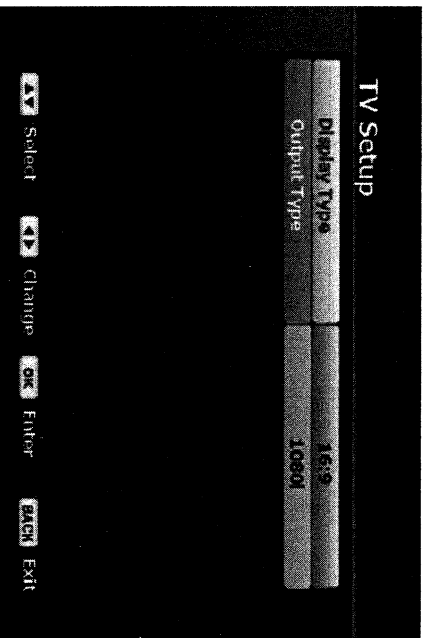 TV Setup
Display Type 16:9
Output Type 1080i
▲▼ Select ◀▶ Change OK Enter BACK Exit